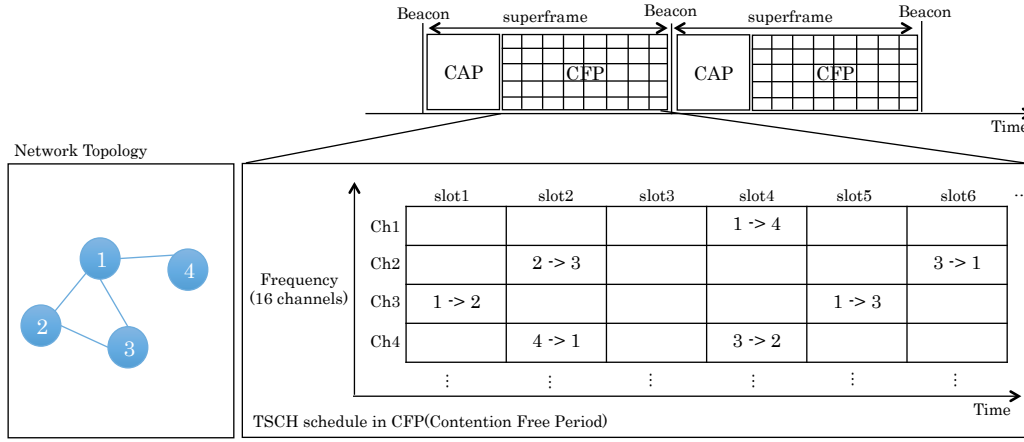 Beacon superframe Beacon superframe Beacon
CAP CFP CAP CFP
Time
Network Topology
1
4
2
3
slot1 slot2 slot3 slot4 slot5 slot6 ...
Ch1 1 -> 4
Ch2 2 -> 3 3 -> 1
Frequency
(16 channels)
Ch3 1 -> 2 1 -> 3
Ch4 4 -> 1 3 -> 2
⋮ ⋮ ⋮ ⋮ ⋮ ⋮
Time
TSCH schedule in CFP(Contention Free Period)